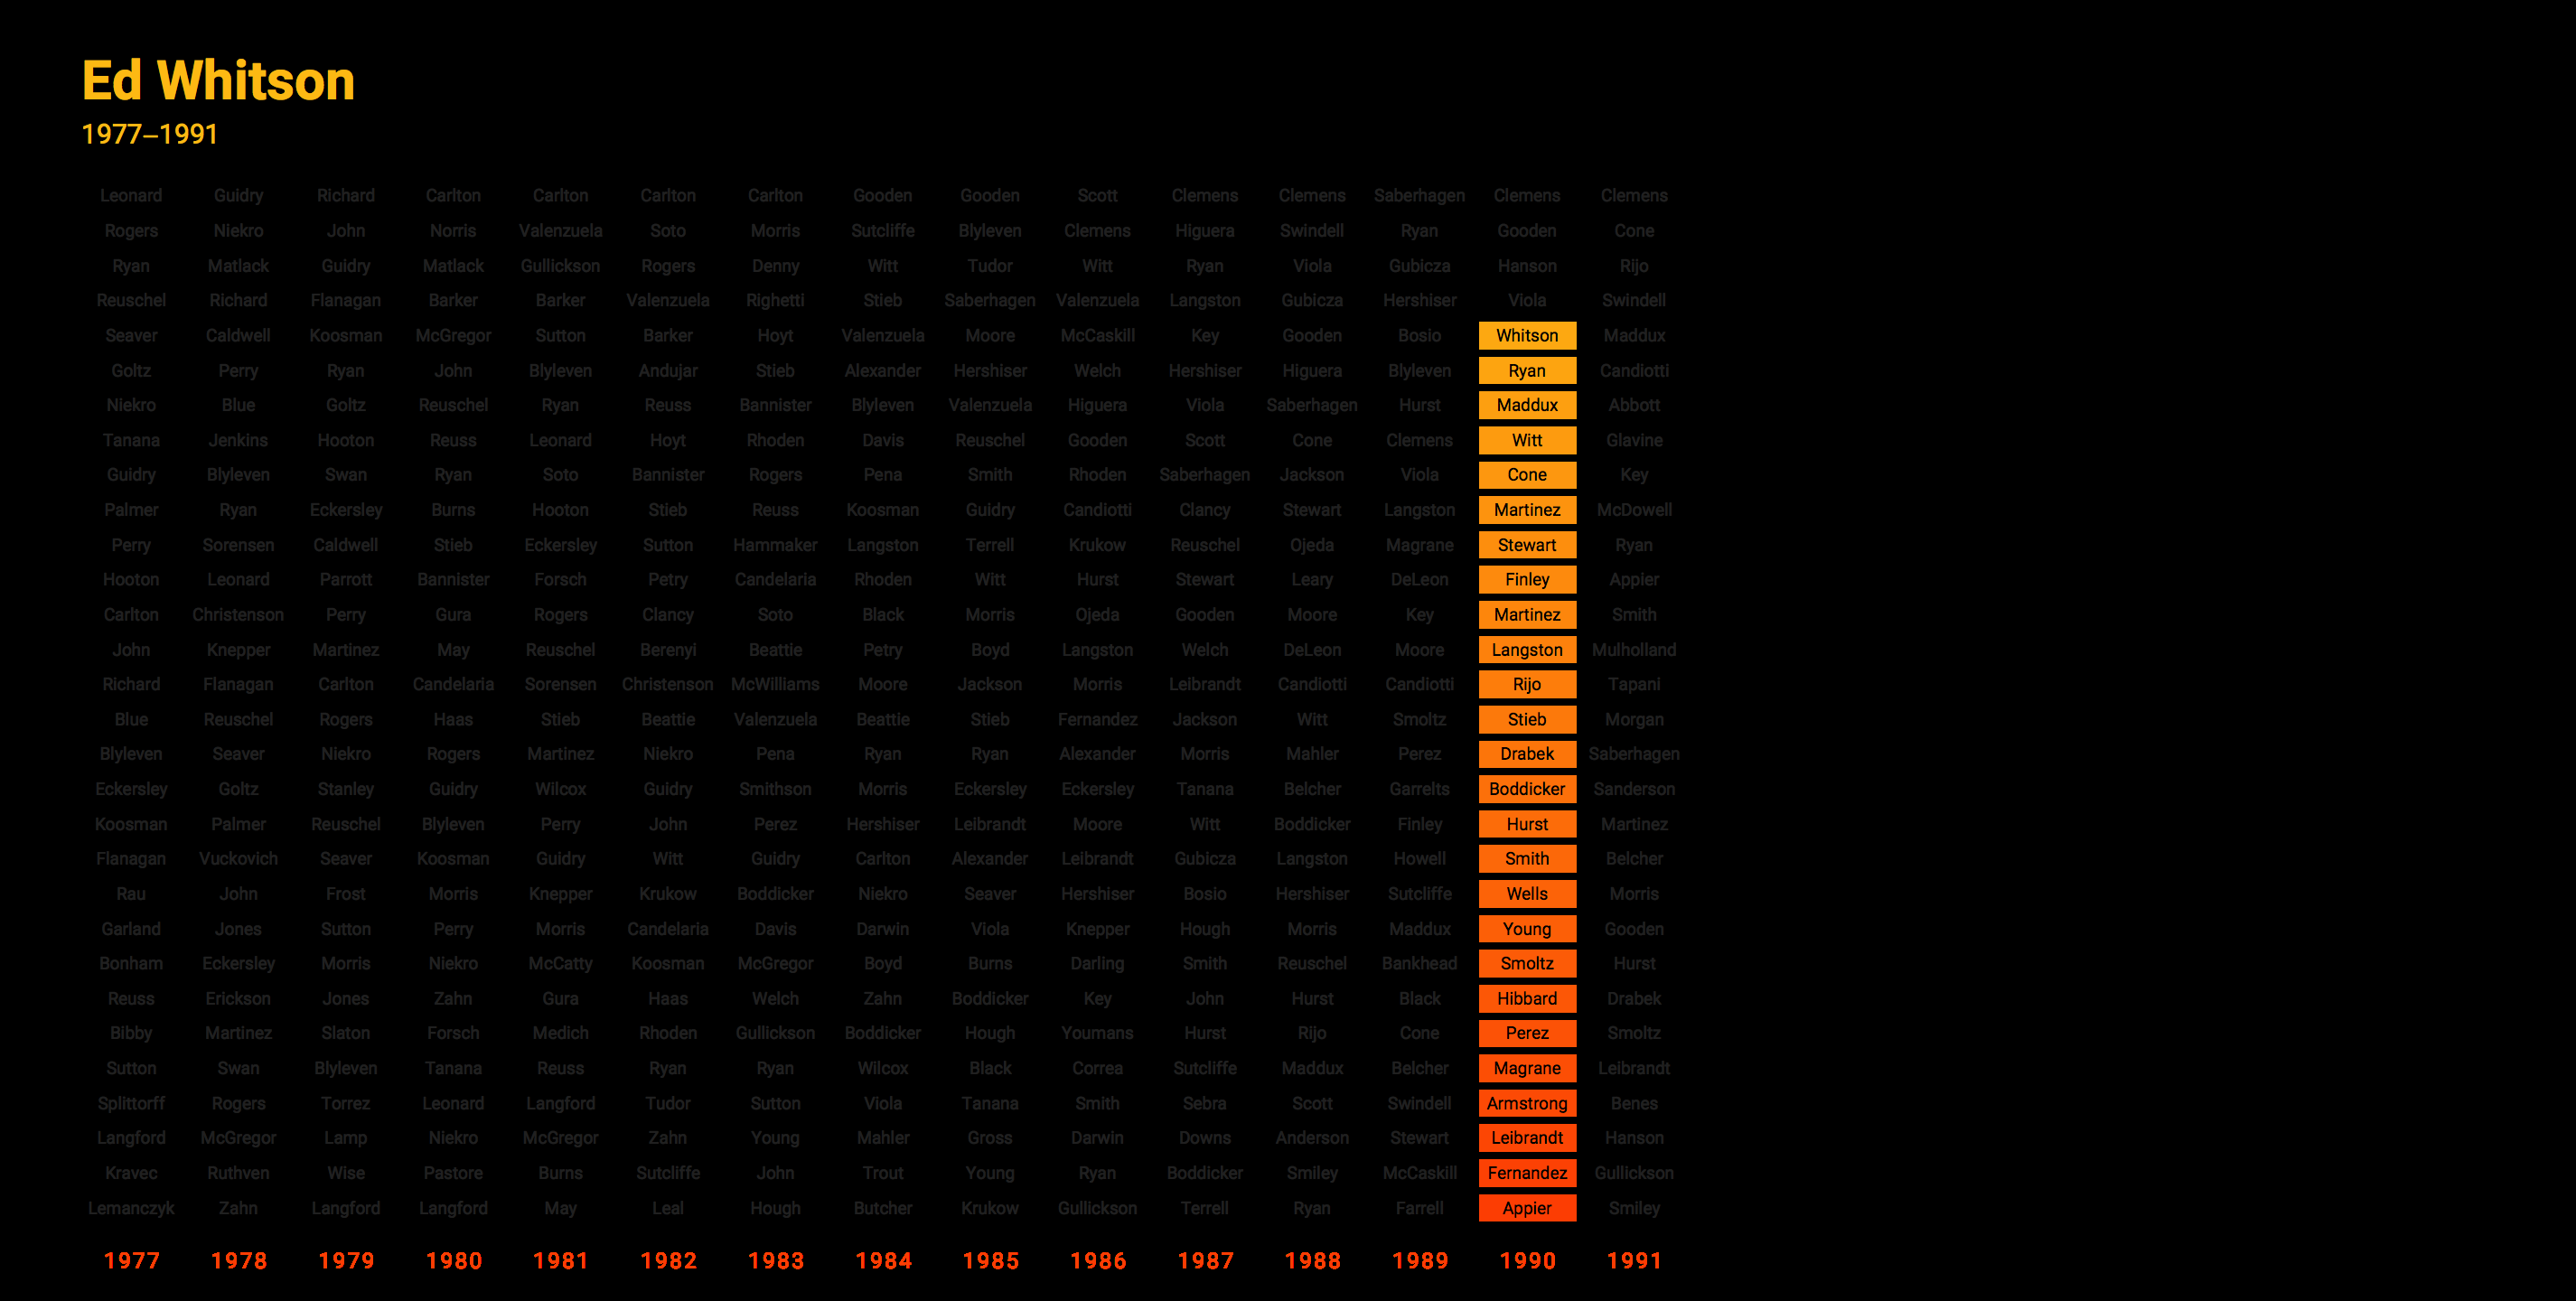 Ed Whitson
1977–1991
Leonard Guidry Richard Carlton Carlton Carlton Carlton Gooden Gooden Scott Clemens Clemens Saberhagen Clemens Clemens
Rogers Niekro John Norris Valenzuela Soto Morris Sutcliffe Blyleven Clemens Higuera Swindell Ryan Gooden Cone
Ryan Matlack Guidry Matlack Gullickson Rogers Denny Witt Tudor Witt Ryan Viola Gubicza Hanson Rijo
Reuschel Richard Flanagan Barker Barker Valenzuela Righetti Stieb Saberhagen Valenzuela Langston Gubicza Hershiser Viola Swindell
Seaver Caldwell Koosman McGregor Sutton Barker Hoyt Valenzuela Moore McCaskill Key Gooden Bosio Whitson Maddux
Goltz Perry Ryan John Blyleven Andujar Stieb Alexander Hershiser Welch Hershiser Higuera Blyleven Ryan Candiotti
Niekro Blue Goltz Reuschel Ryan Reuss Bannister Blyleven Valenzuela Higuera Viola Saberhagen Hurst Maddux Abbott
Tanana Jenkins Hooton Reuss Leonard Hoyt Rhoden Davis Reuschel Gooden Scott Cone Clemens Witt Glavine
Guidry Blyleven Swan Ryan Soto Bannister Rogers Pena Smith Rhoden Saberhagen Jackson Viola Cone Key
Palmer Ryan Eckersley Burns Hooton Stieb Reuss Koosman Guidry Candiotti Clancy Stewart Langston Martinez McDowell
Perry Sorensen Caldwell Stieb Eckersley Sutton Hammaker Langston Terrell Krukow Reuschel Ojeda Magrane Stewart Ryan
Hooton Leonard Parrott Bannister Forsch Petry Candelaria Rhoden Witt Hurst Stewart Leary DeLeon Finley Appier
Carlton Christenson Perry Gura Rogers Clancy Soto Black Morris Ojeda Gooden Moore Key Martinez Smith
John Knepper Martinez May Reuschel Berenyi Beattie Petry Boyd Langston Welch DeLeon Moore Langston Mulholland
Richard Flanagan Carlton Candelaria Sorensen Christenson McWilliams Moore Jackson Morris Leibrandt Candiotti Candiotti Rijo Tapani
Blue Reuschel Rogers Haas Stieb Beattie Valenzuela Beattie Stieb Fernandez Jackson Witt Smoltz Stieb Morgan
Blyleven Seaver Niekro Rogers Martinez Niekro Pena Ryan Ryan Alexander Morris Mahler Perez Drabek Saberhagen
Eckersley Goltz Stanley Guidry Wilcox Guidry Smithson Morris Eckersley Eckersley Tanana Belcher Garrelts Boddicker Sanderson
Koosman Palmer Reuschel Blyleven Perry John Perez Hershiser Leibrandt Moore Witt Boddicker Finley Hurst Martinez
Flanagan Vuckovich Seaver Koosman Guidry Witt Guidry Carlton Alexander Leibrandt Gubicza Langston Howell Smith Belcher
Rau John Frost Morris Knepper Krukow Boddicker Niekro Seaver Hershiser Bosio Hershiser Sutcliffe Wells Morris
Garland Jones Sutton Perry Morris Candelaria Davis Darwin Viola Knepper Hough Morris Maddux Young Gooden
Bonham Eckersley Morris Niekro McCatty Koosman McGregor Boyd Burns Darling Smith Reuschel Bankhead Smoltz Hurst
Reuss Erickson Jones Zahn Gura Haas Welch Zahn Boddicker Key John Hurst Black Hibbard Drabek
Bibby Martinez Slaton Forsch Medich Rhoden Gullickson Boddicker Hough Youmans Hurst Rijo Cone Perez Smoltz
Sutton Swan Blyleven Tanana Reuss Ryan Ryan Wilcox Black Correa Sutcliffe Maddux Belcher Magrane Leibrandt
Splittorff Rogers Torrez Leonard Langford Tudor Sutton Viola Tanana Smith Sebra Scott Swindell Armstrong Benes
Langford McGregor Lamp Niekro McGregor Zahn Young Mahler Gross Darwin Downs Anderson Stewart Leibrandt Hanson
Kravec Ruthven Wise Pastore Burns Sutcliffe John Trout Young Ryan Boddicker Smiley McCaskill Fernandez Gullickson
Lemanczyk Zahn Langford Langford May Leal Hough Butcher Krukow Gullickson Terrell Ryan Farrell Appier Smiley
1977 1978 1979 1980 1981 1982 1983 1984 1985 1986 1987 1988 1989 1990 1991